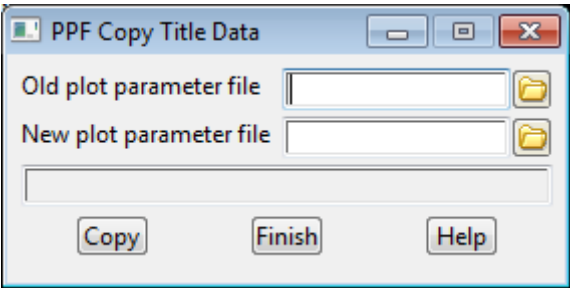 PPF Copy Title Data
Old plot parameter file
New plot parameter file
Copy Finish Help